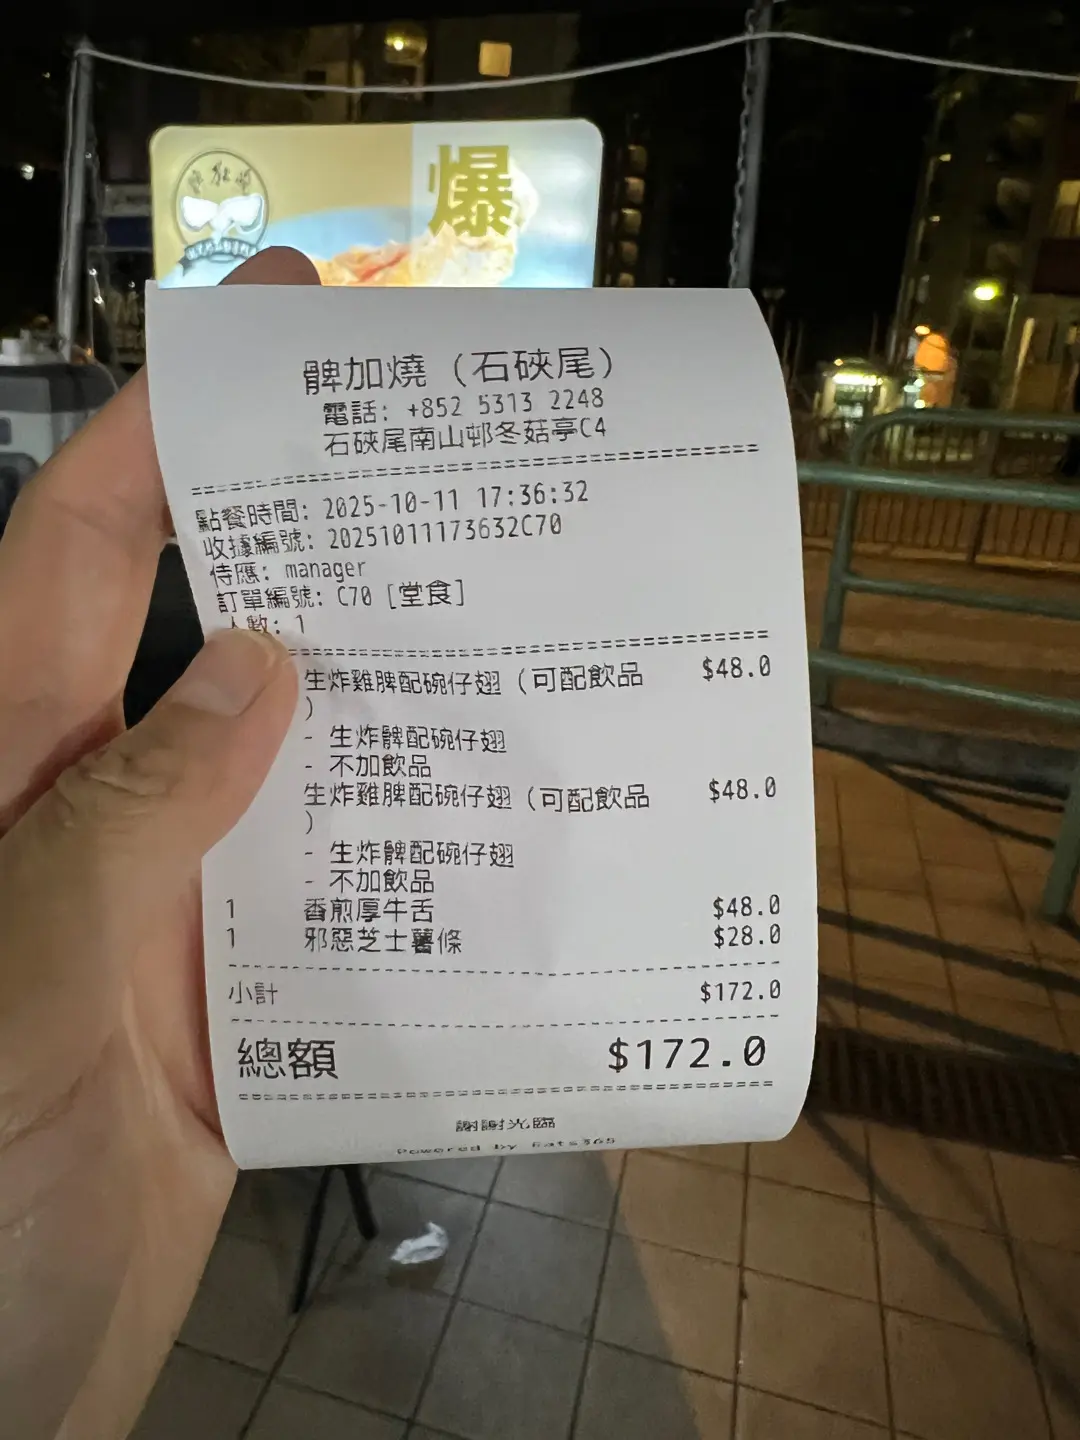 爆
髀加燒 (石硤尾)
電話: +852 5313 2248
石硤尾南山邨冬菇亭C4
點餐時間: 2025-10-11 17:36:32
收據編號: 20251011173632C70
侍應: manager
訂單編號: C70 [堂食]
人數: 1
生炸雞髀配碗仔翅 (可配飲品 $48.0
)
- 生炸髀配碗仔翅
- 不加飲品
生炸雞髀配碗仔翅 (可配飲品 $48.0
)
- 生炸髀配碗仔翅
- 不加飲品
1 香煎厚牛舌 $48.0
1 邪惡芝士薯條 $28.0
小計 $172.0
總額 $172.0
Powered by Eats365